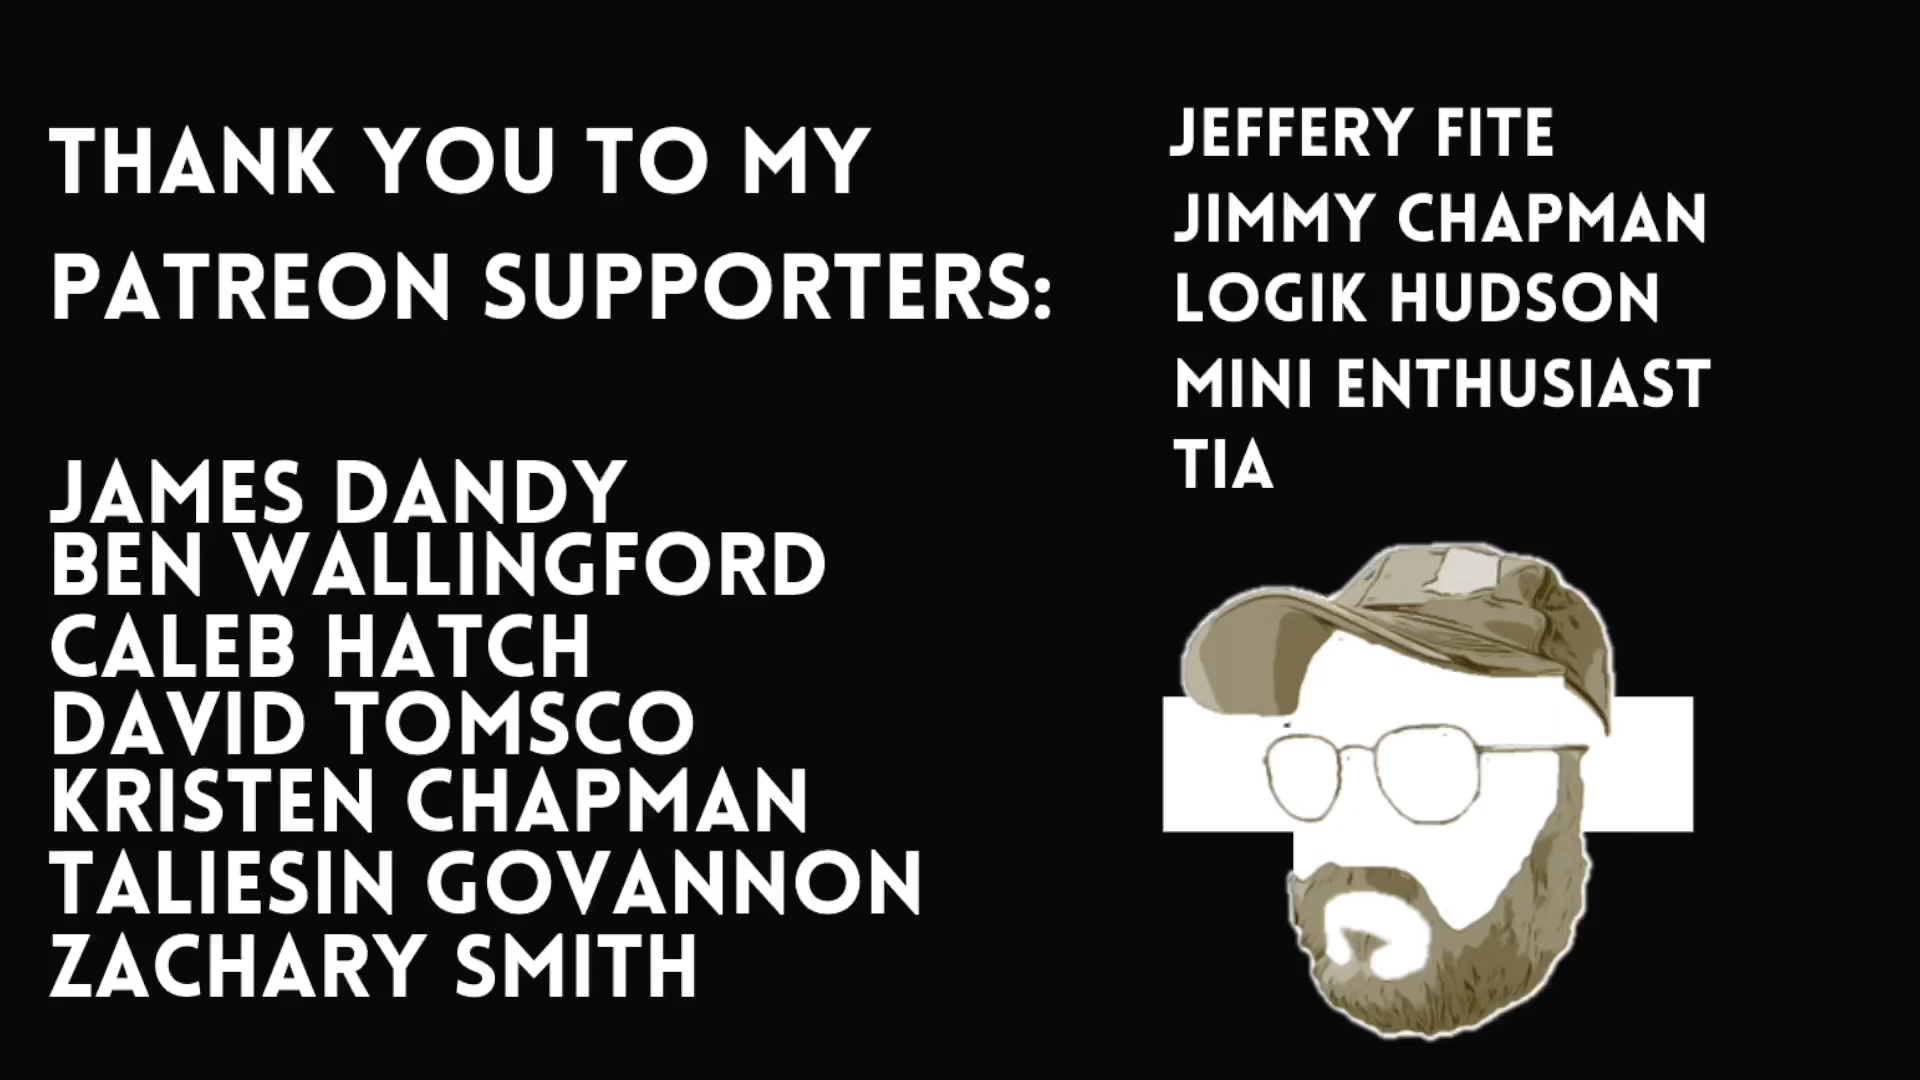 THANK YOU TO MY
PATREON SUPPORTERS:
JAMES DANDY
BEN WALLINGFORD
CALEB HATCH
DAVID TOMSCO
KRISTEN CHAPMAN
TALIESIN GOVANNON
ZACHARY SMITH
JEFFERY FITE
JIMMY CHAPMAN
LOGIK HUDSON
MINI ENTHUSIAST
TIA